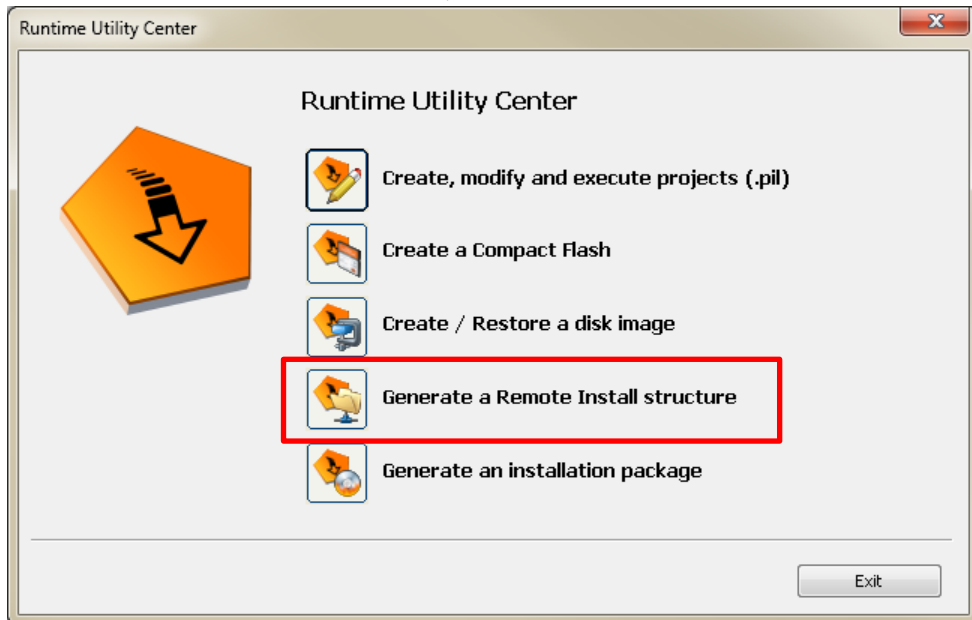 Runtime Utility Center
Runtime Utility Center
Create, modify and execute projects (.pil)
Create a Compact Flash
Create / Restore a disk image
Generate a Remote Install structure
Generate an installation package
Exit